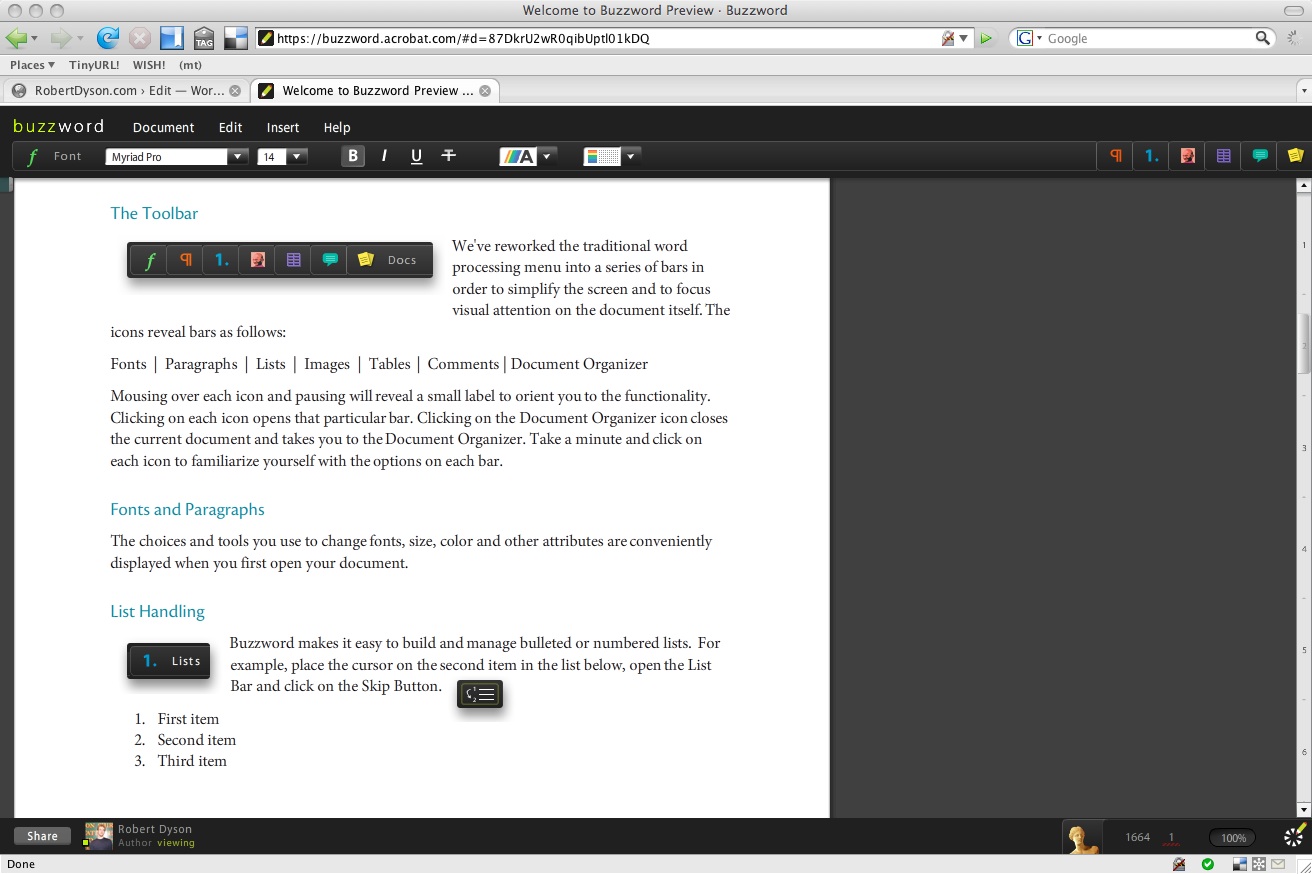 Welcome to Buzzword Preview · Buzzword
TAG
https://buzzword.acrobat.com/#d=87DkrU2wR0qibUptl01kDQ
G Google
Places TinyURL! WISH! (mt)
RobertDyson.com › Edit — Wor... Welcome to Buzzword Preview ...
buzzword Document Edit Insert Help
f Font Myriad Pro 14 B I U T A ¶ 1.
The Toolbar
f ¶ 1. Docs
We've reworked the traditional word
processing menu into a series of bars in
order to simplify the screen and to focus
visual attention on the document itself. The
icons reveal bars as follows:
Fonts | Paragraphs | Lists | Images | Tables | Comments | Document Organizer
Mousing over each icon and pausing will reveal a small label to orient you to the functionality.
Clicking on each icon opens that particular bar. Clicking on the Document Organizer icon closes
the current document and takes you to the Document Organizer. Take a minute and click on
each icon to familiarize yourself with the options on each bar.
Fonts and Paragraphs
The choices and tools you use to change fonts, size, color and other attributes are conveniently
displayed when you first open your document.
List Handling
1. Lists
Buzzword makes it easy to build and manage bulleted or numbered lists. For
example, place the cursor on the second item in the list below, open the List
Bar and click on the Skip Button.
1 2
1. First item
2. Second item
3. Third item
1
2
3
4
5
6
Share
Robert Dyson
Author viewing
1664 1 100%
Done